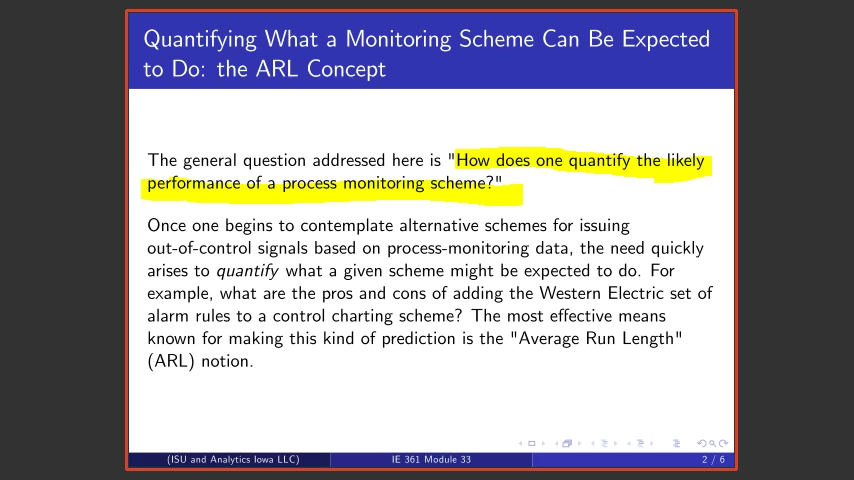 Quantifying What a Monitoring Scheme Can Be Expected
to Do: the ARL Concept
The general question addressed here is "How does one quantify the likely
performance of a process monitoring scheme?"
Once one begins to contemplate alternative schemes for issuing
out-of-control signals based on process-monitoring data, the need quickly
arises to quantify what a given scheme might be expected to do. For
example, what are the pros and cons of adding the Western Electric set of
alarm rules to a control charting scheme? The most effective means
known for making this kind of prediction is the "Average Run Length"
(ARL) notion.
(ISU and Analytics Iowa LLC) IE 361 Module 33 2 / 6